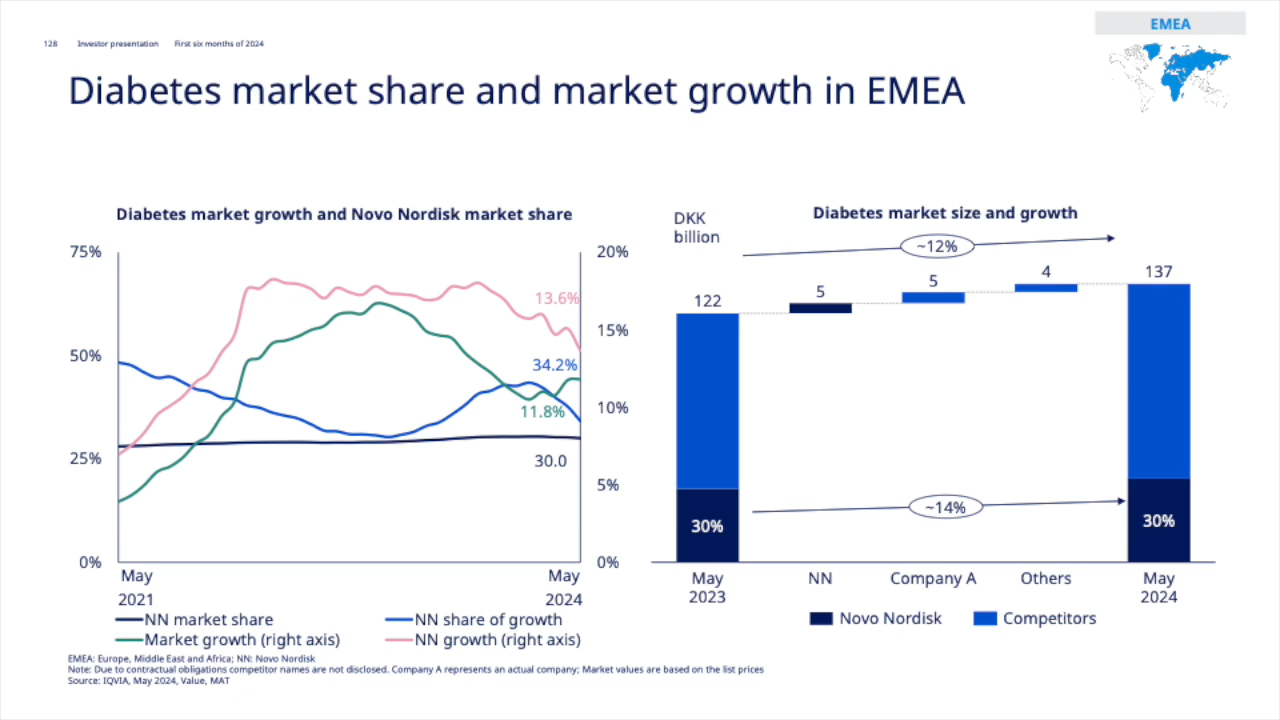 EMEA
128 Investor presentation First six months of 2024
Diabetes market share and market growth in EMEA
Diabetes market growth and Novo Nordisk market share
75%
50%
25%
0%
20%
15%
10%
5%
0%
13.6%
34.2%
11.8%
30.0
May
2021
May
2024
NN market share
NN share of growth
Market growth (right axis)
NN growth (right axis)
DKK
billion
Diabetes market size and growth
~12%
122
5
5
4
137
~14%
30%
30%
May
2023
NN
Company A
Others
May
2024
Novo Nordisk
Competitors
EMEA: Europe, Middle East and Africa; NN: Novo Nordisk
Note: Due to contractual obligations competitor names are not disclosed. Company A represents an actual company; Market values are based on the list prices
Source: IQVIA, May 2024, Value, MAT